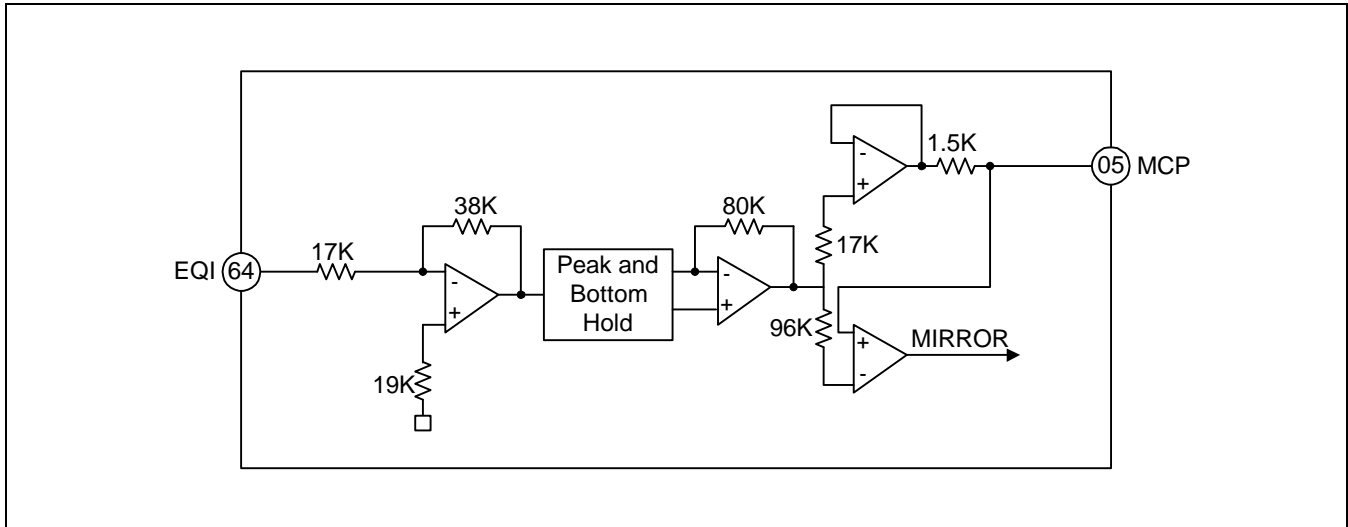 EQI
64
17K
38K
-
+
19K
Peak and
Bottom
Hold
80K
-
+
17K
96K
-
+
1.5K
05
MCP
+
-
MIRROR